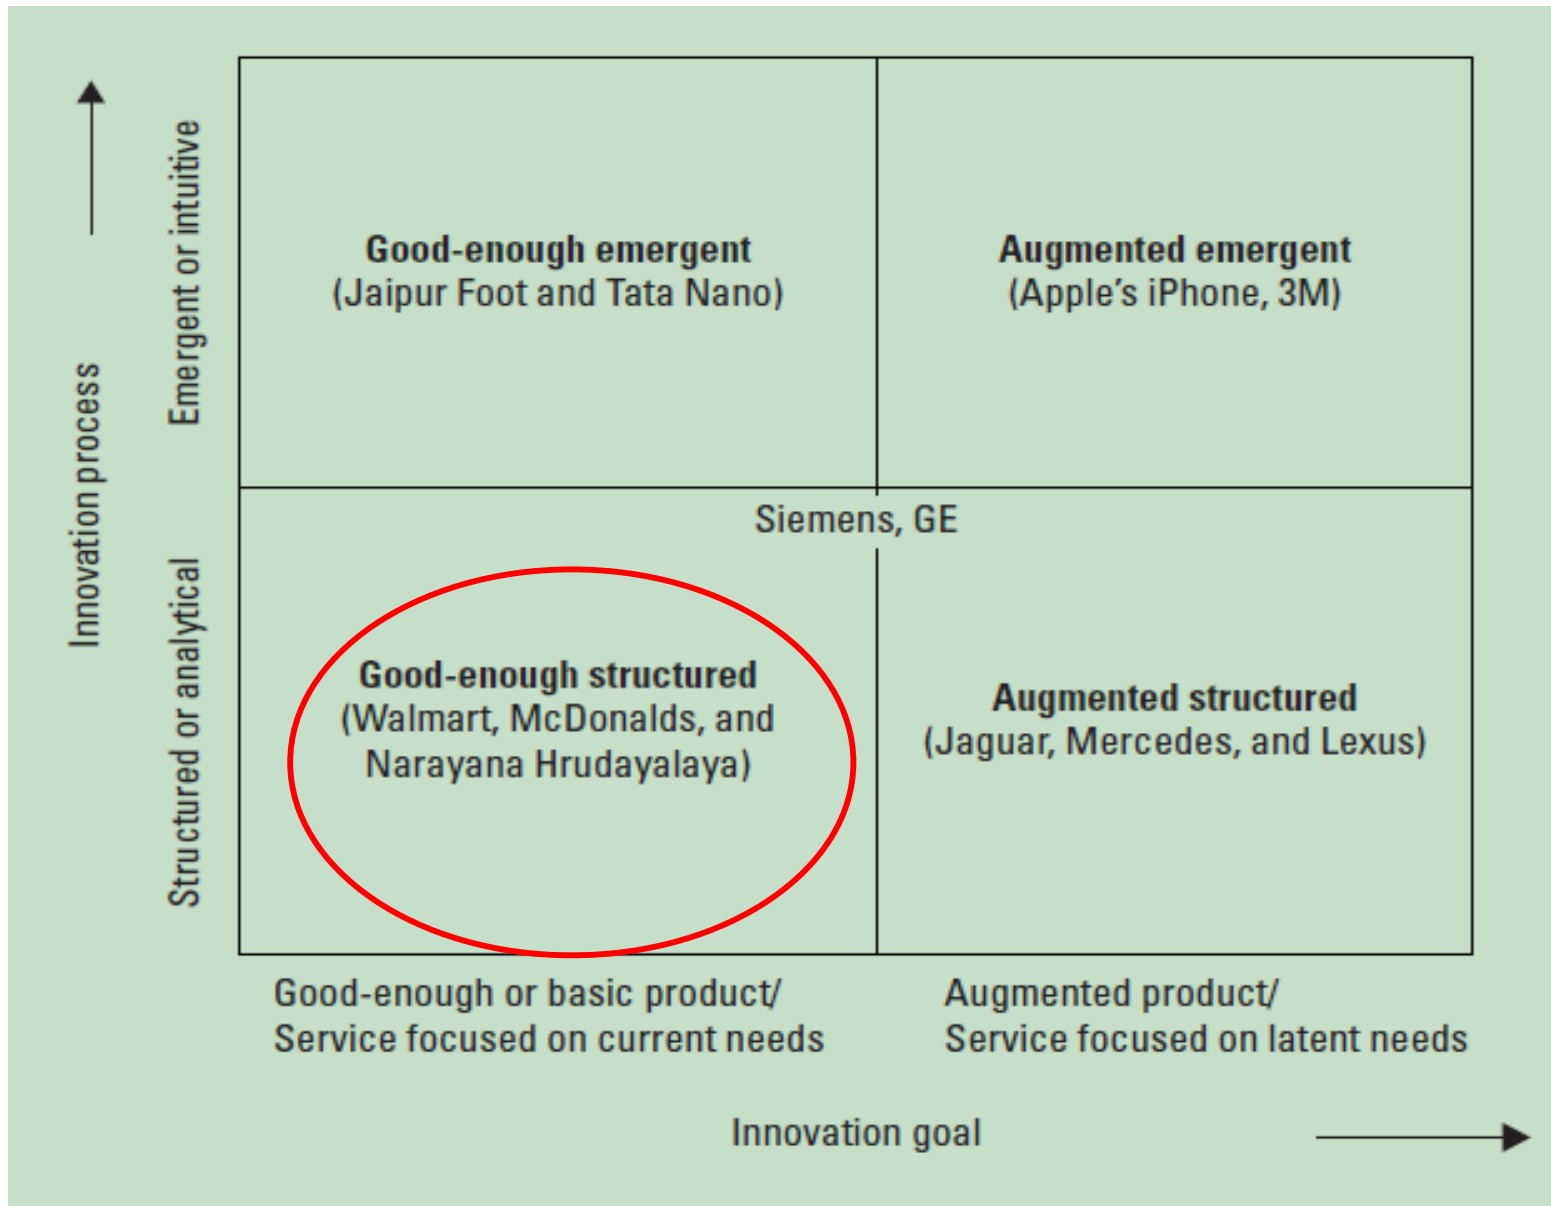 Innovation process
Emergent or intuitive
Structured or analytical
Good-enough emergent
(Jaipur Foot and Tata Nano)
Augmented emergent
(Apple's iPhone, 3M)
Siemens, GE
Good-enough structured
(Walmart, McDonalds, and
Narayana Hrudayalaya)
Augmented structured
(Jaguar, Mercedes, and Lexus)
Good-enough or basic product/
Service focused on current needs
Augmented product/
Service focused on latent needs
Innovation goal